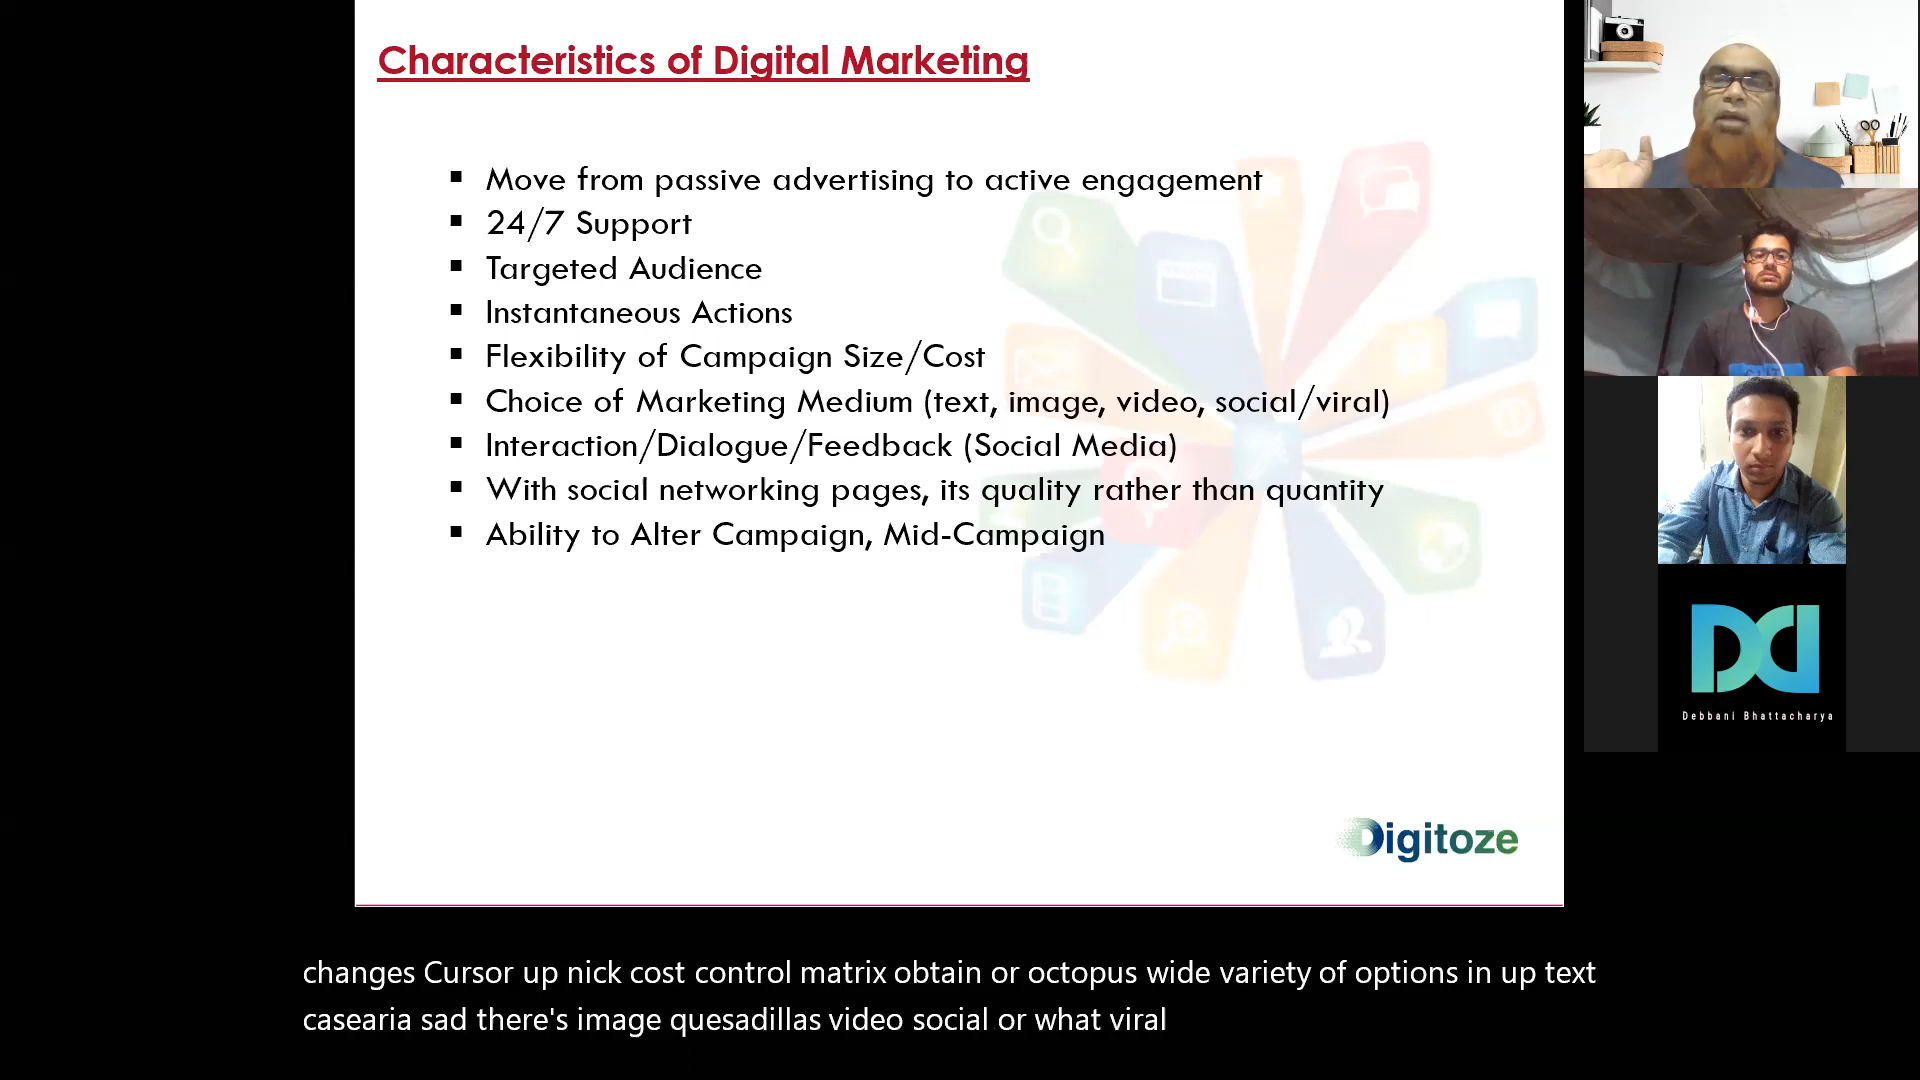 Characteristics of Digital Marketing
▪ Move from passive advertising to active engagement
▪ 24/7 Support
▪ Targeted Audience
▪ Instantaneous Actions
▪ Flexibility of Campaign Size/Cost
▪ Choice of Marketing Medium (text, image, video, social/viral)
▪ Interaction/Dialogue/Feedback (Social Media)
▪ With social networking pages, its quality rather than quantity
▪ Ability to Alter Campaign, Mid-Campaign
Digitoze
Debbani Bhattacharya
changes Cursor up nick cost control matrix obtain or octopus wide variety of options in up text
casearia sad there's image quesadillas video social or what viral